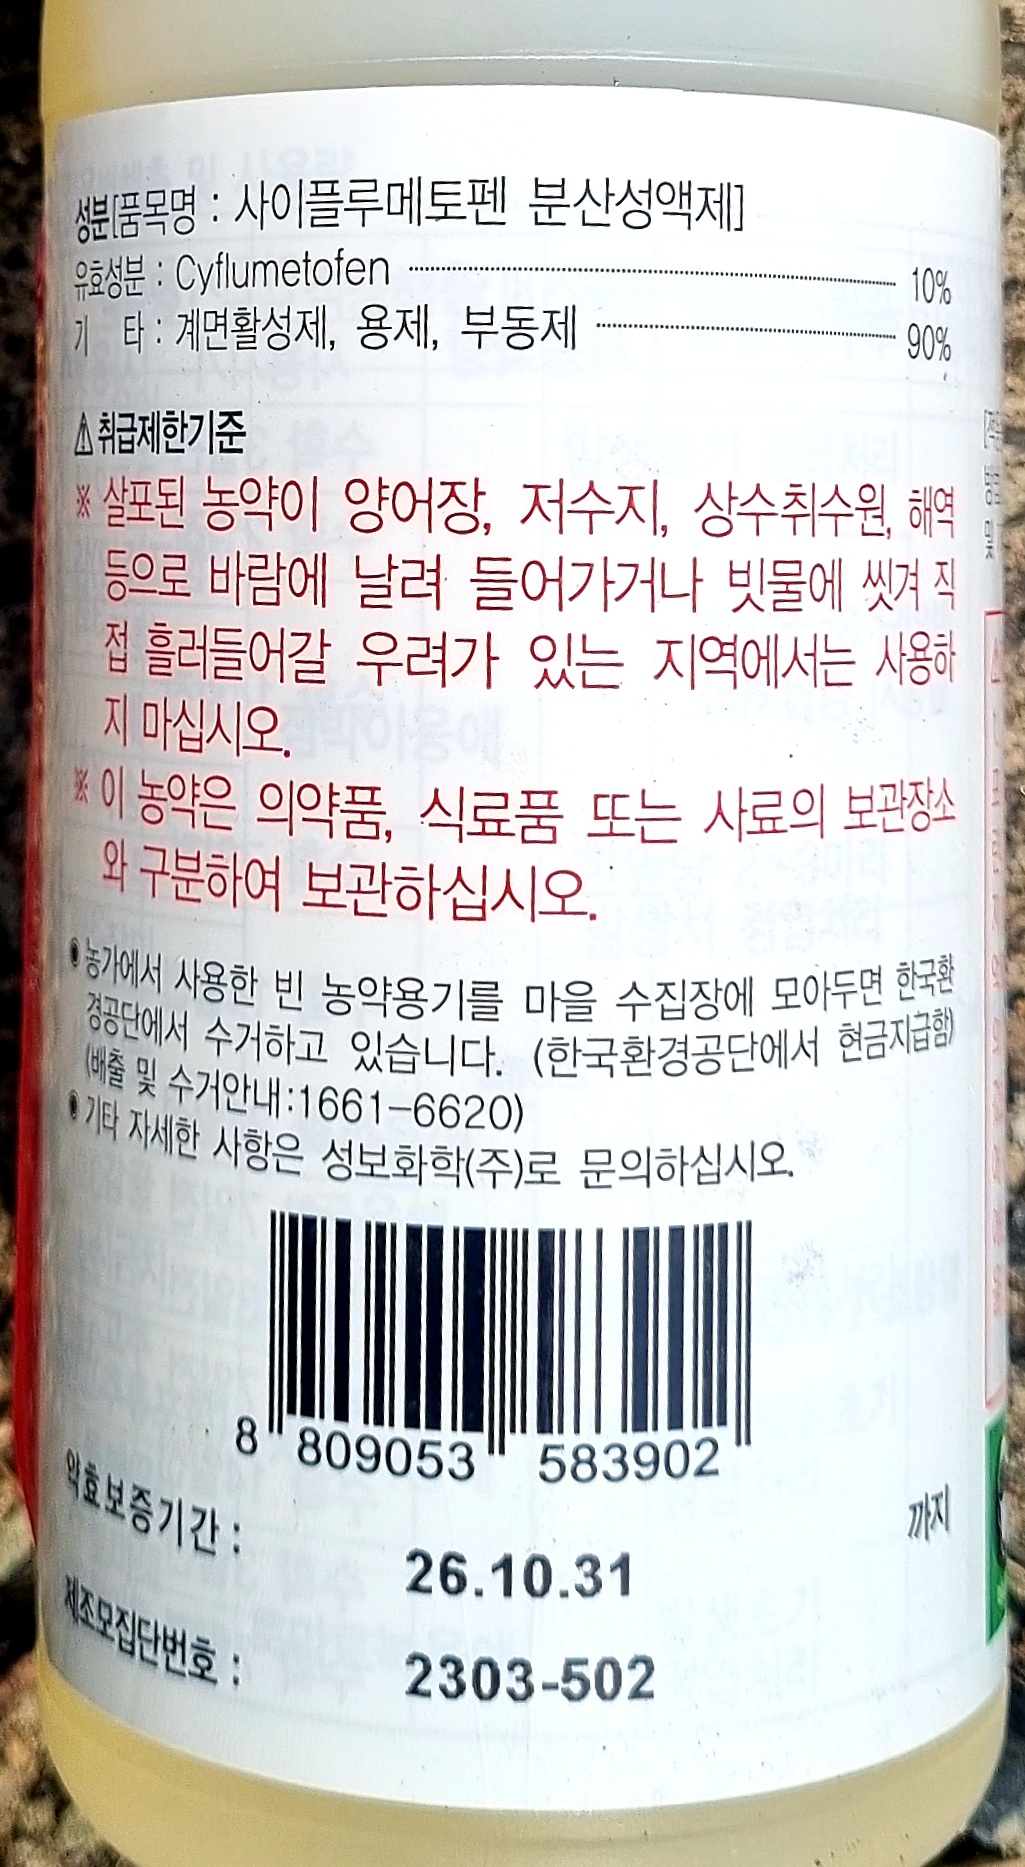 성분[품목명 : 사이플루메토펜 분산성액제]
유효성분 : Cyflumetofen 10%
기 타 : 계면활성제, 용제, 부동제 90%
⚠ 취급제한기준
※ 살포된 농약이 양어장, 저수지, 상수취수원, 해역
등으로 바람에 날려 들어가거나 빗물에 씻겨 직
접 흘러들어갈 우려가 있는 지역에서는 사용하
지 마십시오.
※ 이 농약은 의약품, 식료품 또는 사료의 보관장소
와 구분하여 보관하십시오.
◉ 농가에서 사용한 빈 농약용기를 마을 수집장에 모아두면 한국환
경공단에서 수거하고 있습니다. (한국환경공단에서 현금지급함)
(배출 및 수거안내:1661-6620)
◉ 기타 자세한 사항은 성보화학(주)로 문의하십시오.
8 809053 583902
약효보증기간 : 26.10.31 까지
제조모집단번호 : 2303-502